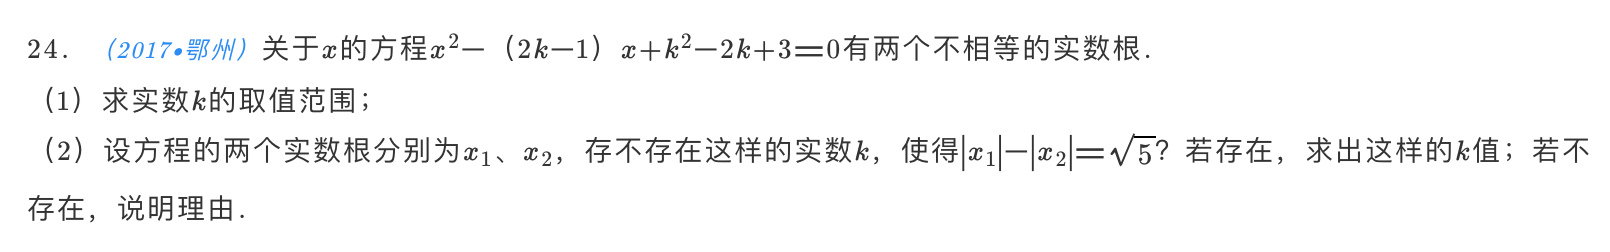 24. （2017•鄂州）关于x的方程x²−（2k−1）x+k²−2k+3=0有两个不相等的实数根.
（1）求实数k的取值范围；
（2）设方程的两个实数根分别为x₁、x₂，存不存在这样的实数k，使得|x₁|−|x₂|=√5？若存在，求出这样的k值；若不
存在，说明理由.